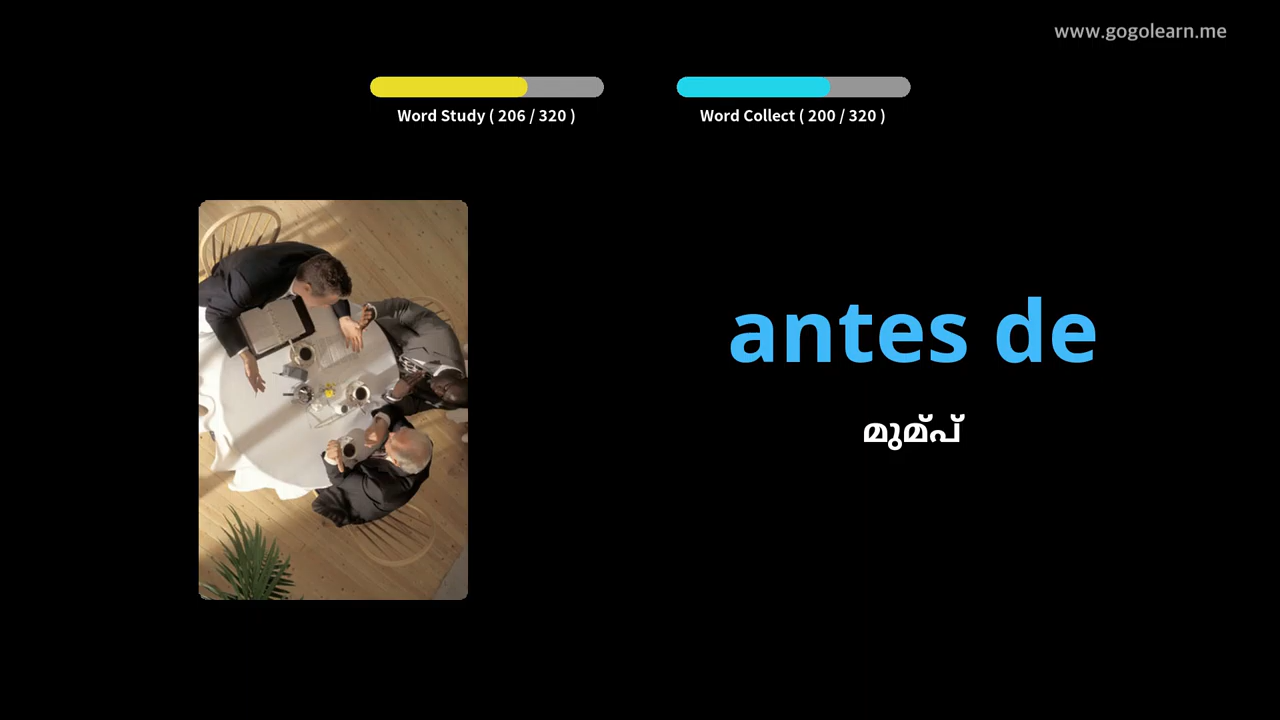 www.gogolearn.me
Word Study ( 206 / 320 )
Word Collect ( 200 / 320 )
antes de
മുമ്പ്